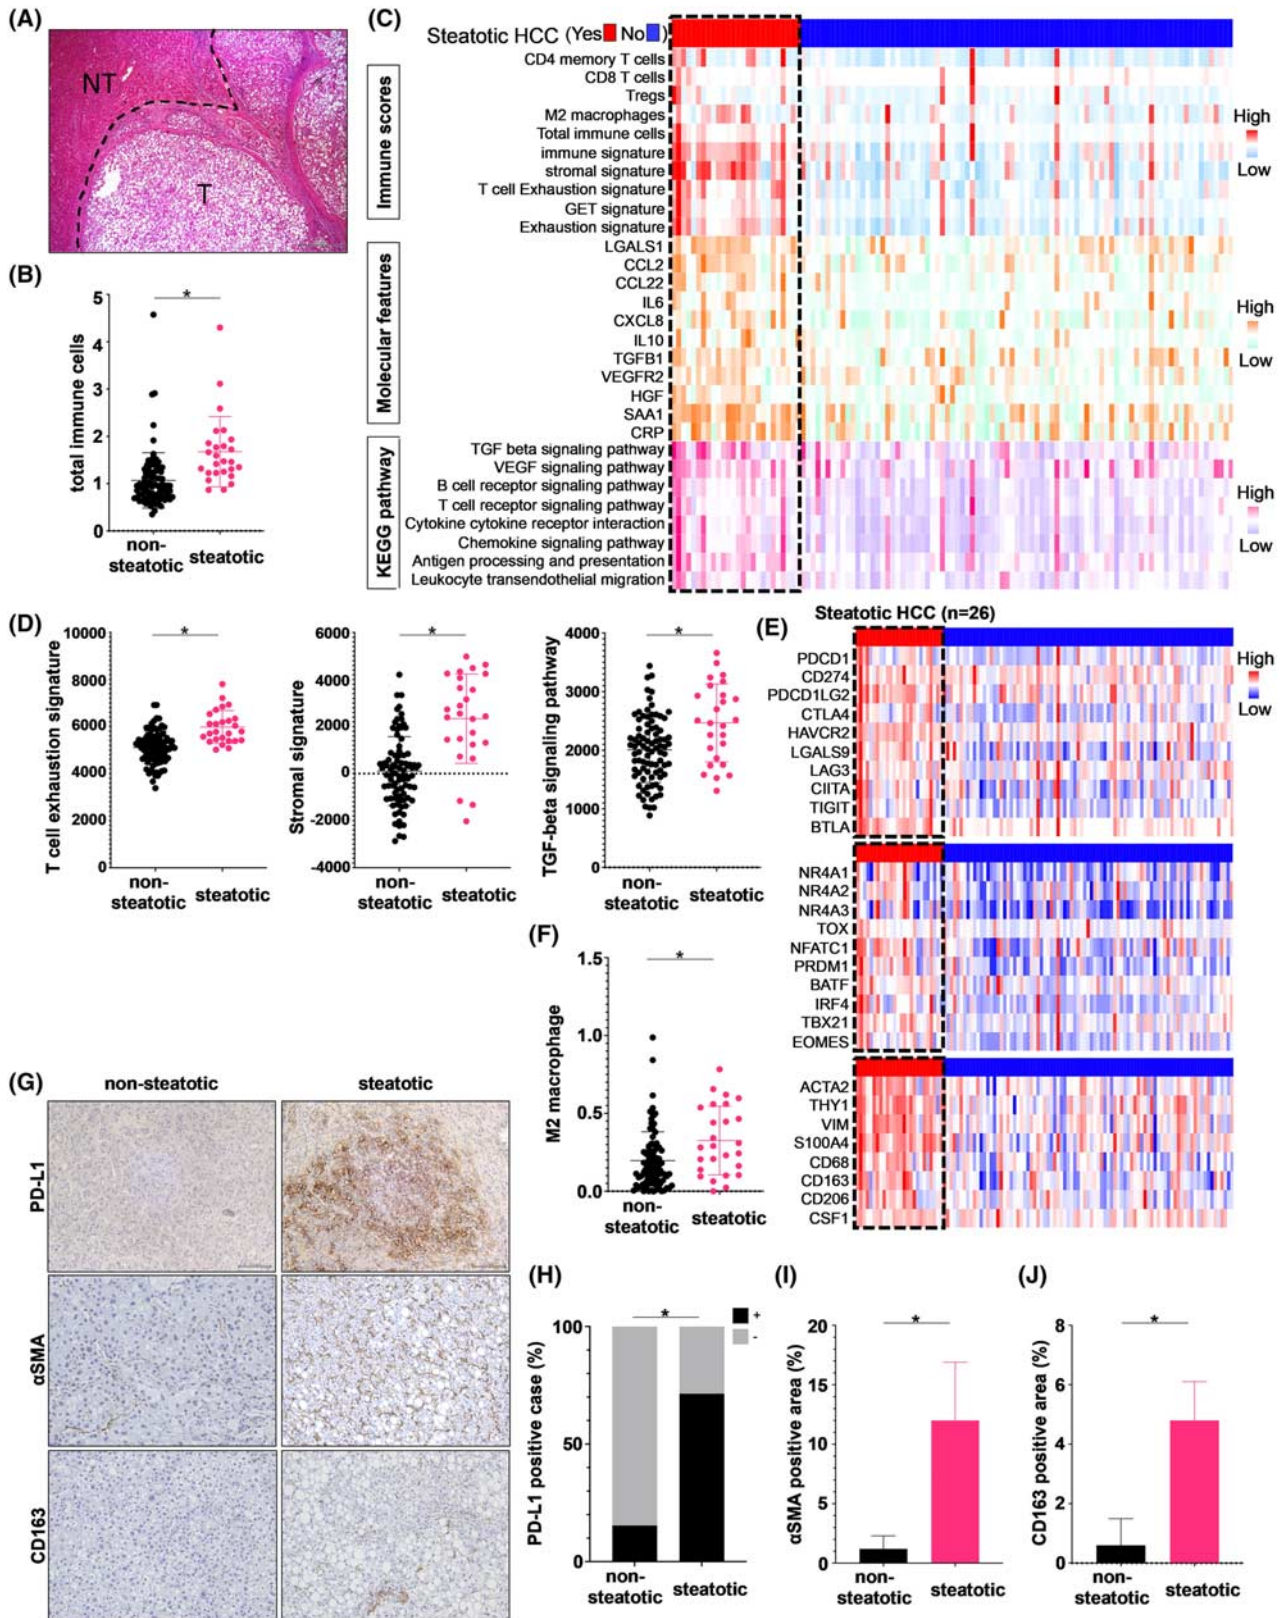 (A)
NT
T
(B)
*
total immune cells
5
4
3
2
1
0
non-
steatotic
steatotic
(C)
Steatotic HCC (Yes No )
Immune scores
CD4 memory T cells
CD8 T cells
Tregs
M2 macrophages
Total immune cells
immune signature
stromal signature
T cell Exhaustion signature
GET signature
Exhaustion signature
High
Low
Molecular features
LGALS1
CCL2
CCL22
IL6
CXCL8
IL10
TGFB1
VEGFR2
HGF
SAA1
CRP
High
Low
KEGG pathway
TGF beta signaling pathway
VEGF signaling pathway
B cell receptor signaling pathway
T cell receptor signaling pathway
Cytokine cytokine receptor interaction
Chemokine signaling pathway
Antigen processing and presentation
Leukocyte transendothelial migration
High
Low
(D)
T cell exhaustion signature
10000
8000
6000
4000
2000
0
*
non-
steatotic
steatotic
Stromal signature
6000
4000
2000
0
-2000
-4000
*
non-
steatotic
steatotic
TGF-beta signaling pathway
4000
3000
2000
1000
0
*
non-
steatotic
steatotic
(E)
Steatotic HCC (n=26)
PDCD1
CD274
PDCD1LG2
CTLA4
HAVCR2
LGALS9
LAG3
CIITA
TIGIT
BTLA
High
Low
NR4A1
NR4A2
NR4A3
TOX
NFATC1
PRDM1
BATF
IRF4
TBX21
EOMES
ACTA2
THY1
VIM
S100A4
CD68
CD163
CD206
CSF1
(F)
M2 macrophage
1.5
1.0
0.5
0.0
*
non-
steatotic
steatotic
(G)
non-steatotic
steatotic
PD-L1
αSMA
CD163
(H)
PD-L1 positive case (%)
100
50
0
*
+
-
non-
steatotic
steatotic
(I)
αSMA positive area (%)
20
15
10
5
0
*
non-
steatotic
steatotic
(J)
CD163 positive area (%)
8
6
4
2
0
*
non-
steatotic
steatotic